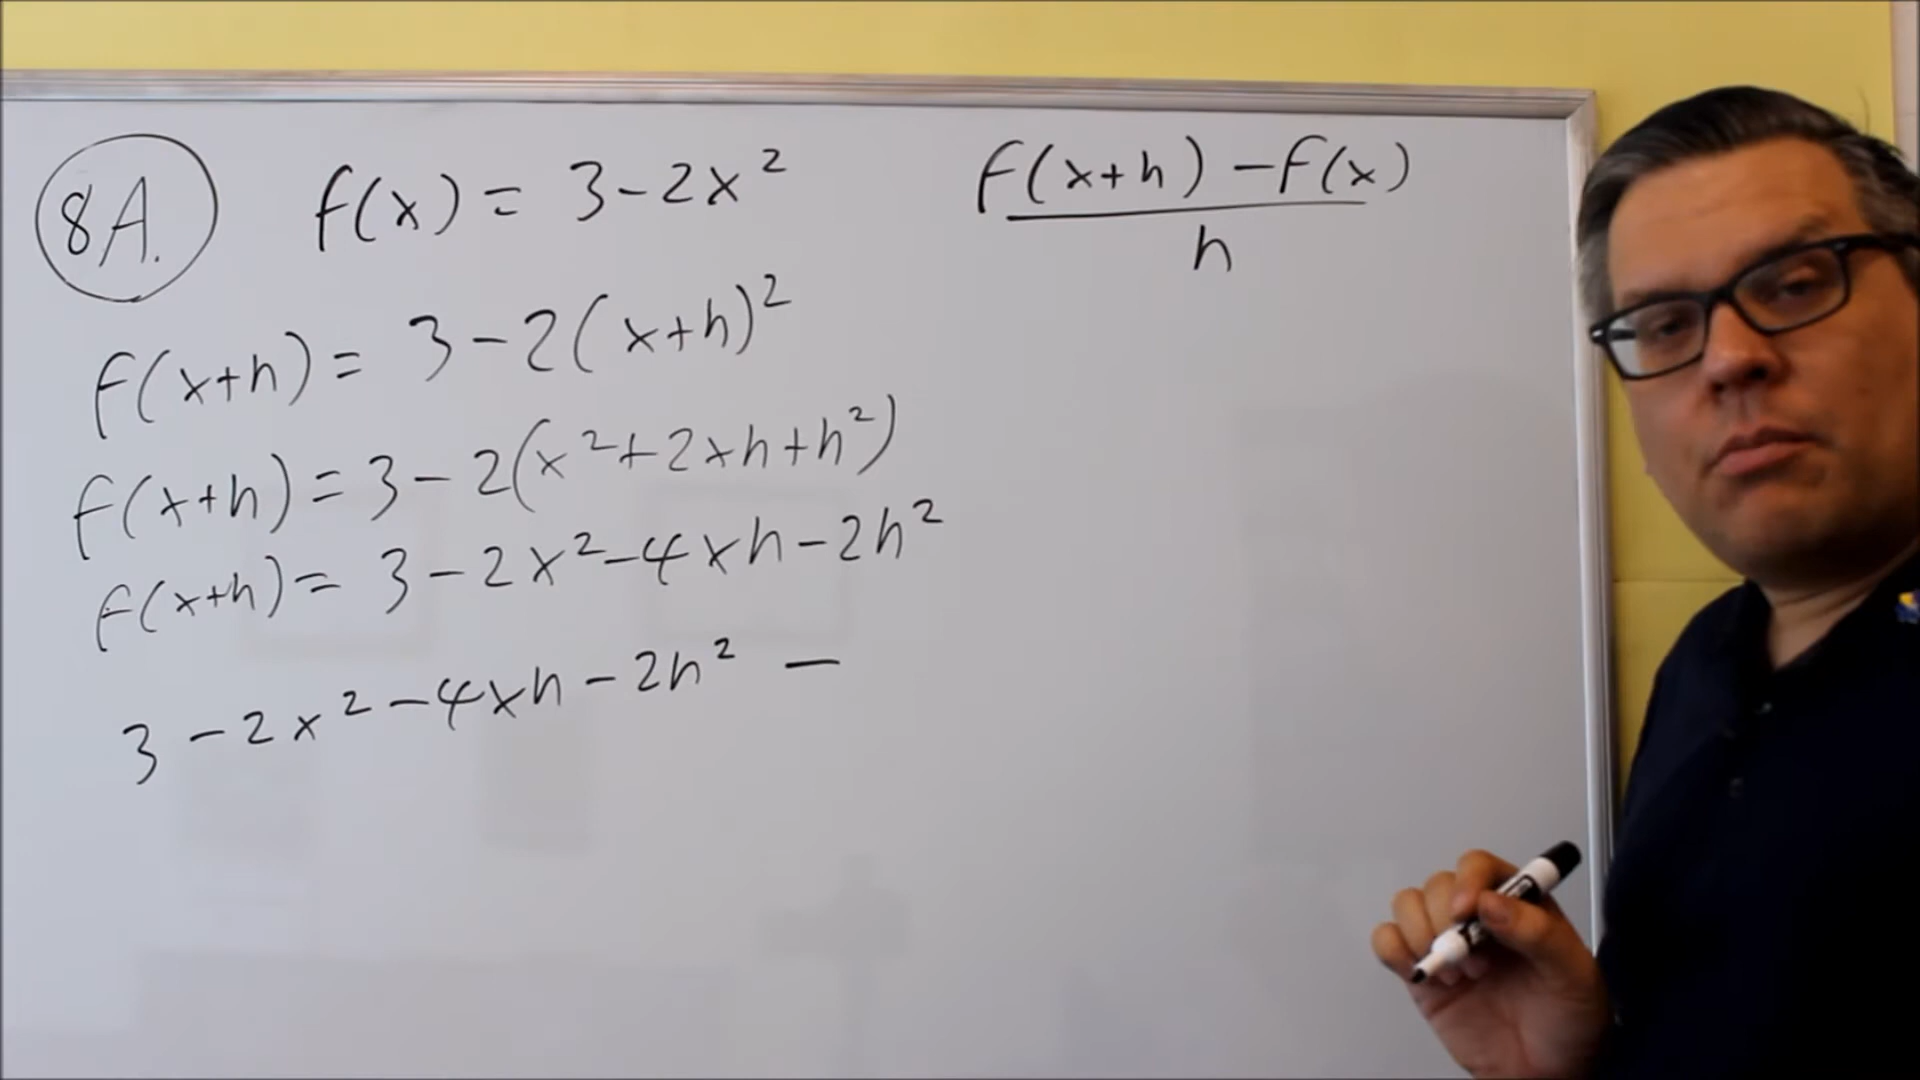 8A. f(x) = 3-2x²
f(x+h) - f(x)
h
f(x+h) = 3-2(x+h)²
f(x+h) = 3-2(x²+2xh+h²)
f(x+h) = 3-2x²-4xh-2h²
3-2x²-4xh-2h² -